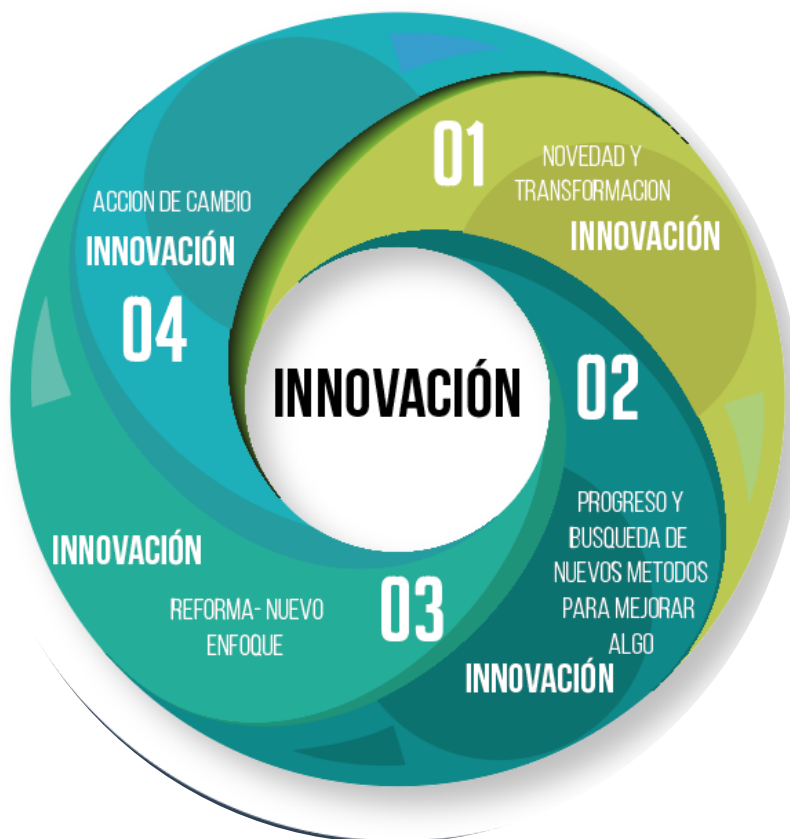 INNOVACIÓN
01
NOVEDAD Y
TRANSFORMACION
INNOVACIÓN
02
PROGRESO Y
BUSQUEDA DE
NUEVOS METODOS
PARA MEJORAR
ALGO
INNOVACIÓN
03
INNOVACIÓN
REFORMA- NUEVO
ENFOQUE
ACCION DE CAMBIO
INNOVACIÓN
04